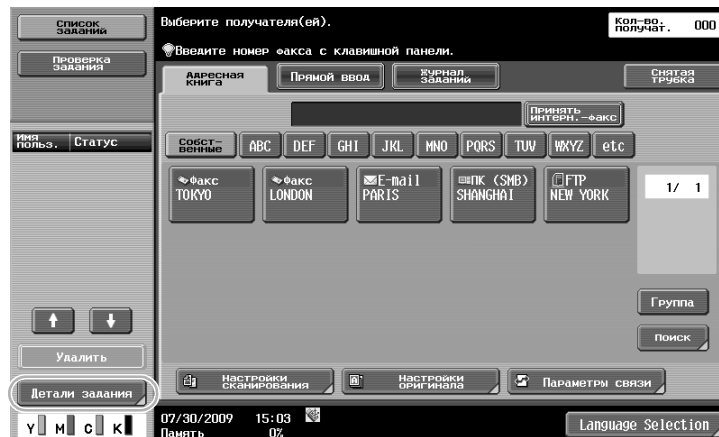 Список
заданий
Проверка
задания
Имя
польз.
Статус
Удалить
Детали задания
Y M C K
Выберите получателя(ей).
Введите номер факса с клавишной панели.
Кол-во.
получат.
000
Адресная
книга
Прямой ввод
Журнал
заданий
Снятая
трубка
Принять
интерн.-факс
Собст-
венные
ABC DEF GHI JKL MNO PQRS TUV WXYZ etc
Факс
TOKYO
Факс
LONDON
E-mail
PARIS
ПК (SMB)
SHANGHAI
FTP
NEW YORK
1/ 1
Группа
Поиск
Настройки
сканирования
Настройки
оригинала
Параметры связи
07/30/2009 15:03
Память 0%
Language Selection